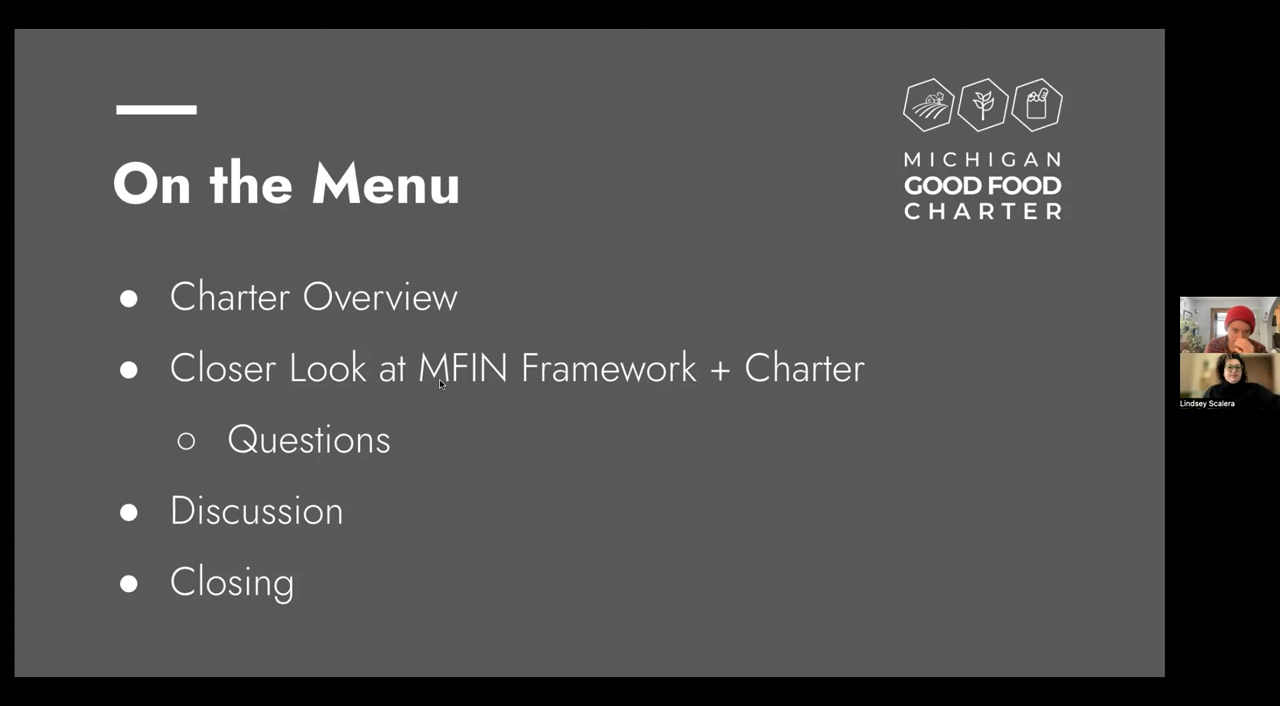 On the Menu
MICHIGAN
GOOD FOOD
CHARTER
Charter Overview
Closer Look at MFIN Framework + Charter
Questions
Discussion
Closing
Lindsey Scalera